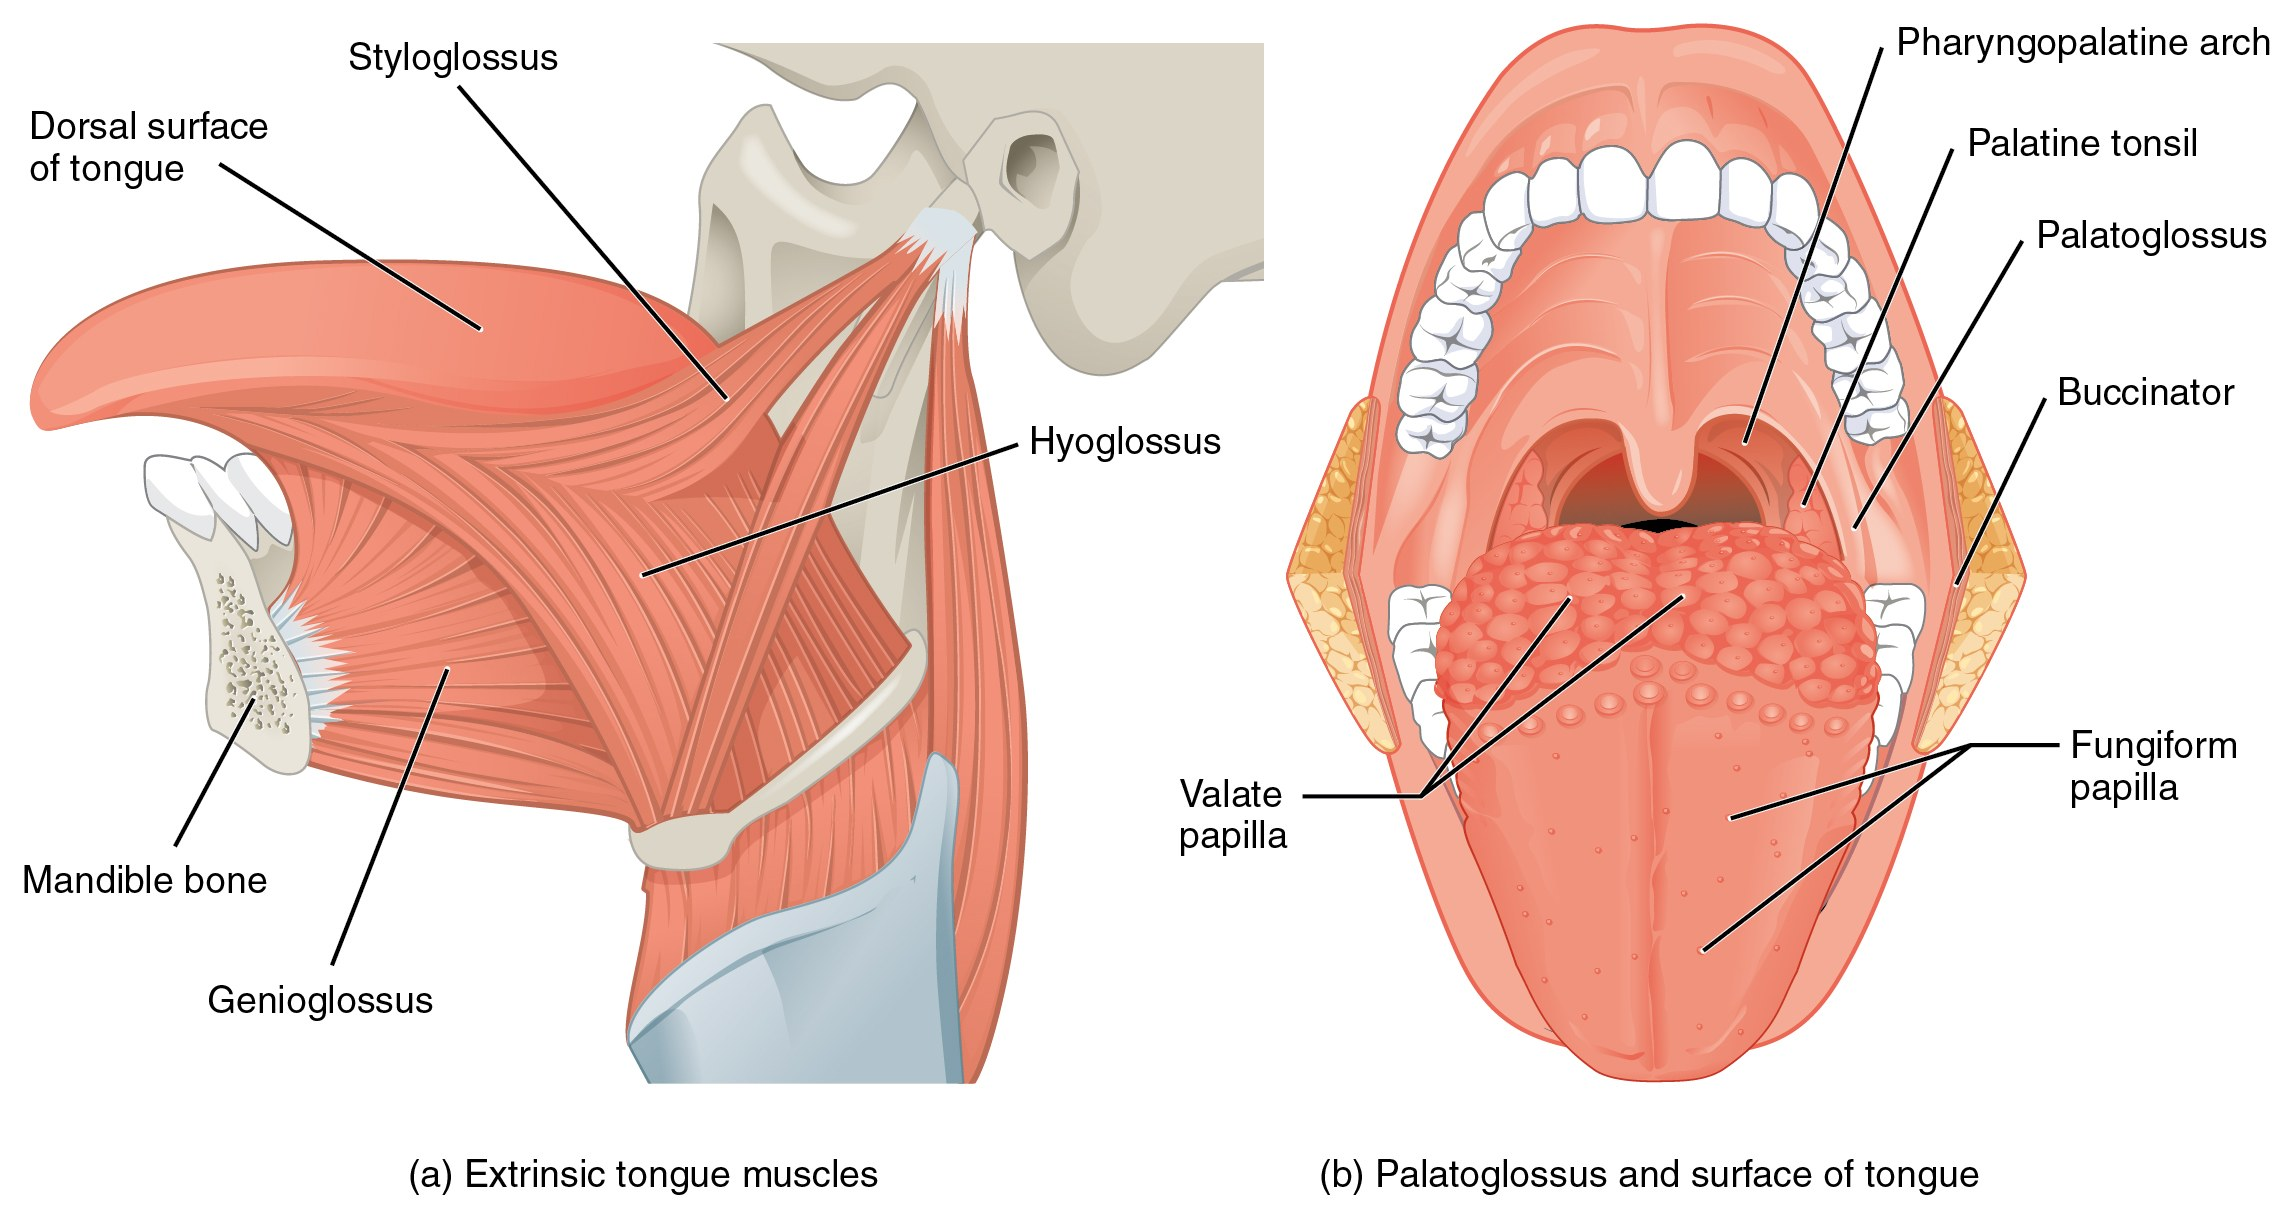 Styloglossus
Dorsal surface
of tongue
Hyoglossus
Mandible bone
Genioglossus
(a) Extrinsic tongue muscles
Pharyngopalatine arch
Palatine tonsil
Palatoglossus
Buccinator
Valate
papilla
Fungiform
papilla
(b) Palatoglossus and surface of tongue